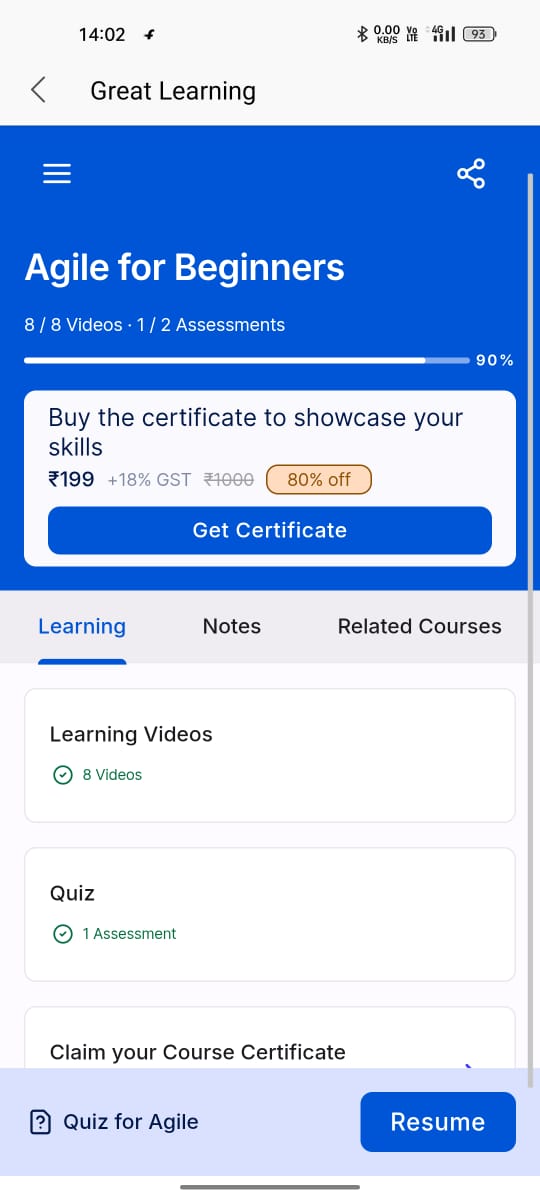 14:02
0.00
KB/S
Vo
LTE
4G
93
Great Learning
Agile for Beginners
8 / 8 Videos · 1 / 2 Assessments
90%
Buy the certificate to showcase your
skills
₹199 +18% GST ₹1000 80% off
Get Certificate
Learning Notes Related Courses
Learning Videos
8 Videos
Quiz
1 Assessment
Claim your Course Certificate
Quiz for Agile
Resume